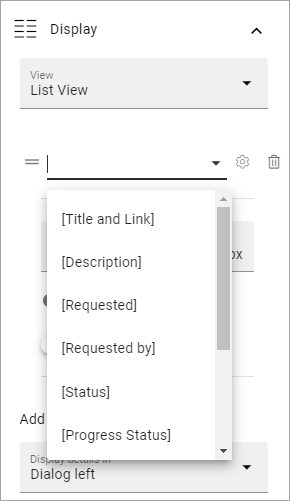 Display
View
List View
[Title and Link]
[Description]
ox
[Requested]
[Requested by]
[Status]
[Progress Status]
Add
Display details in
Dialog left